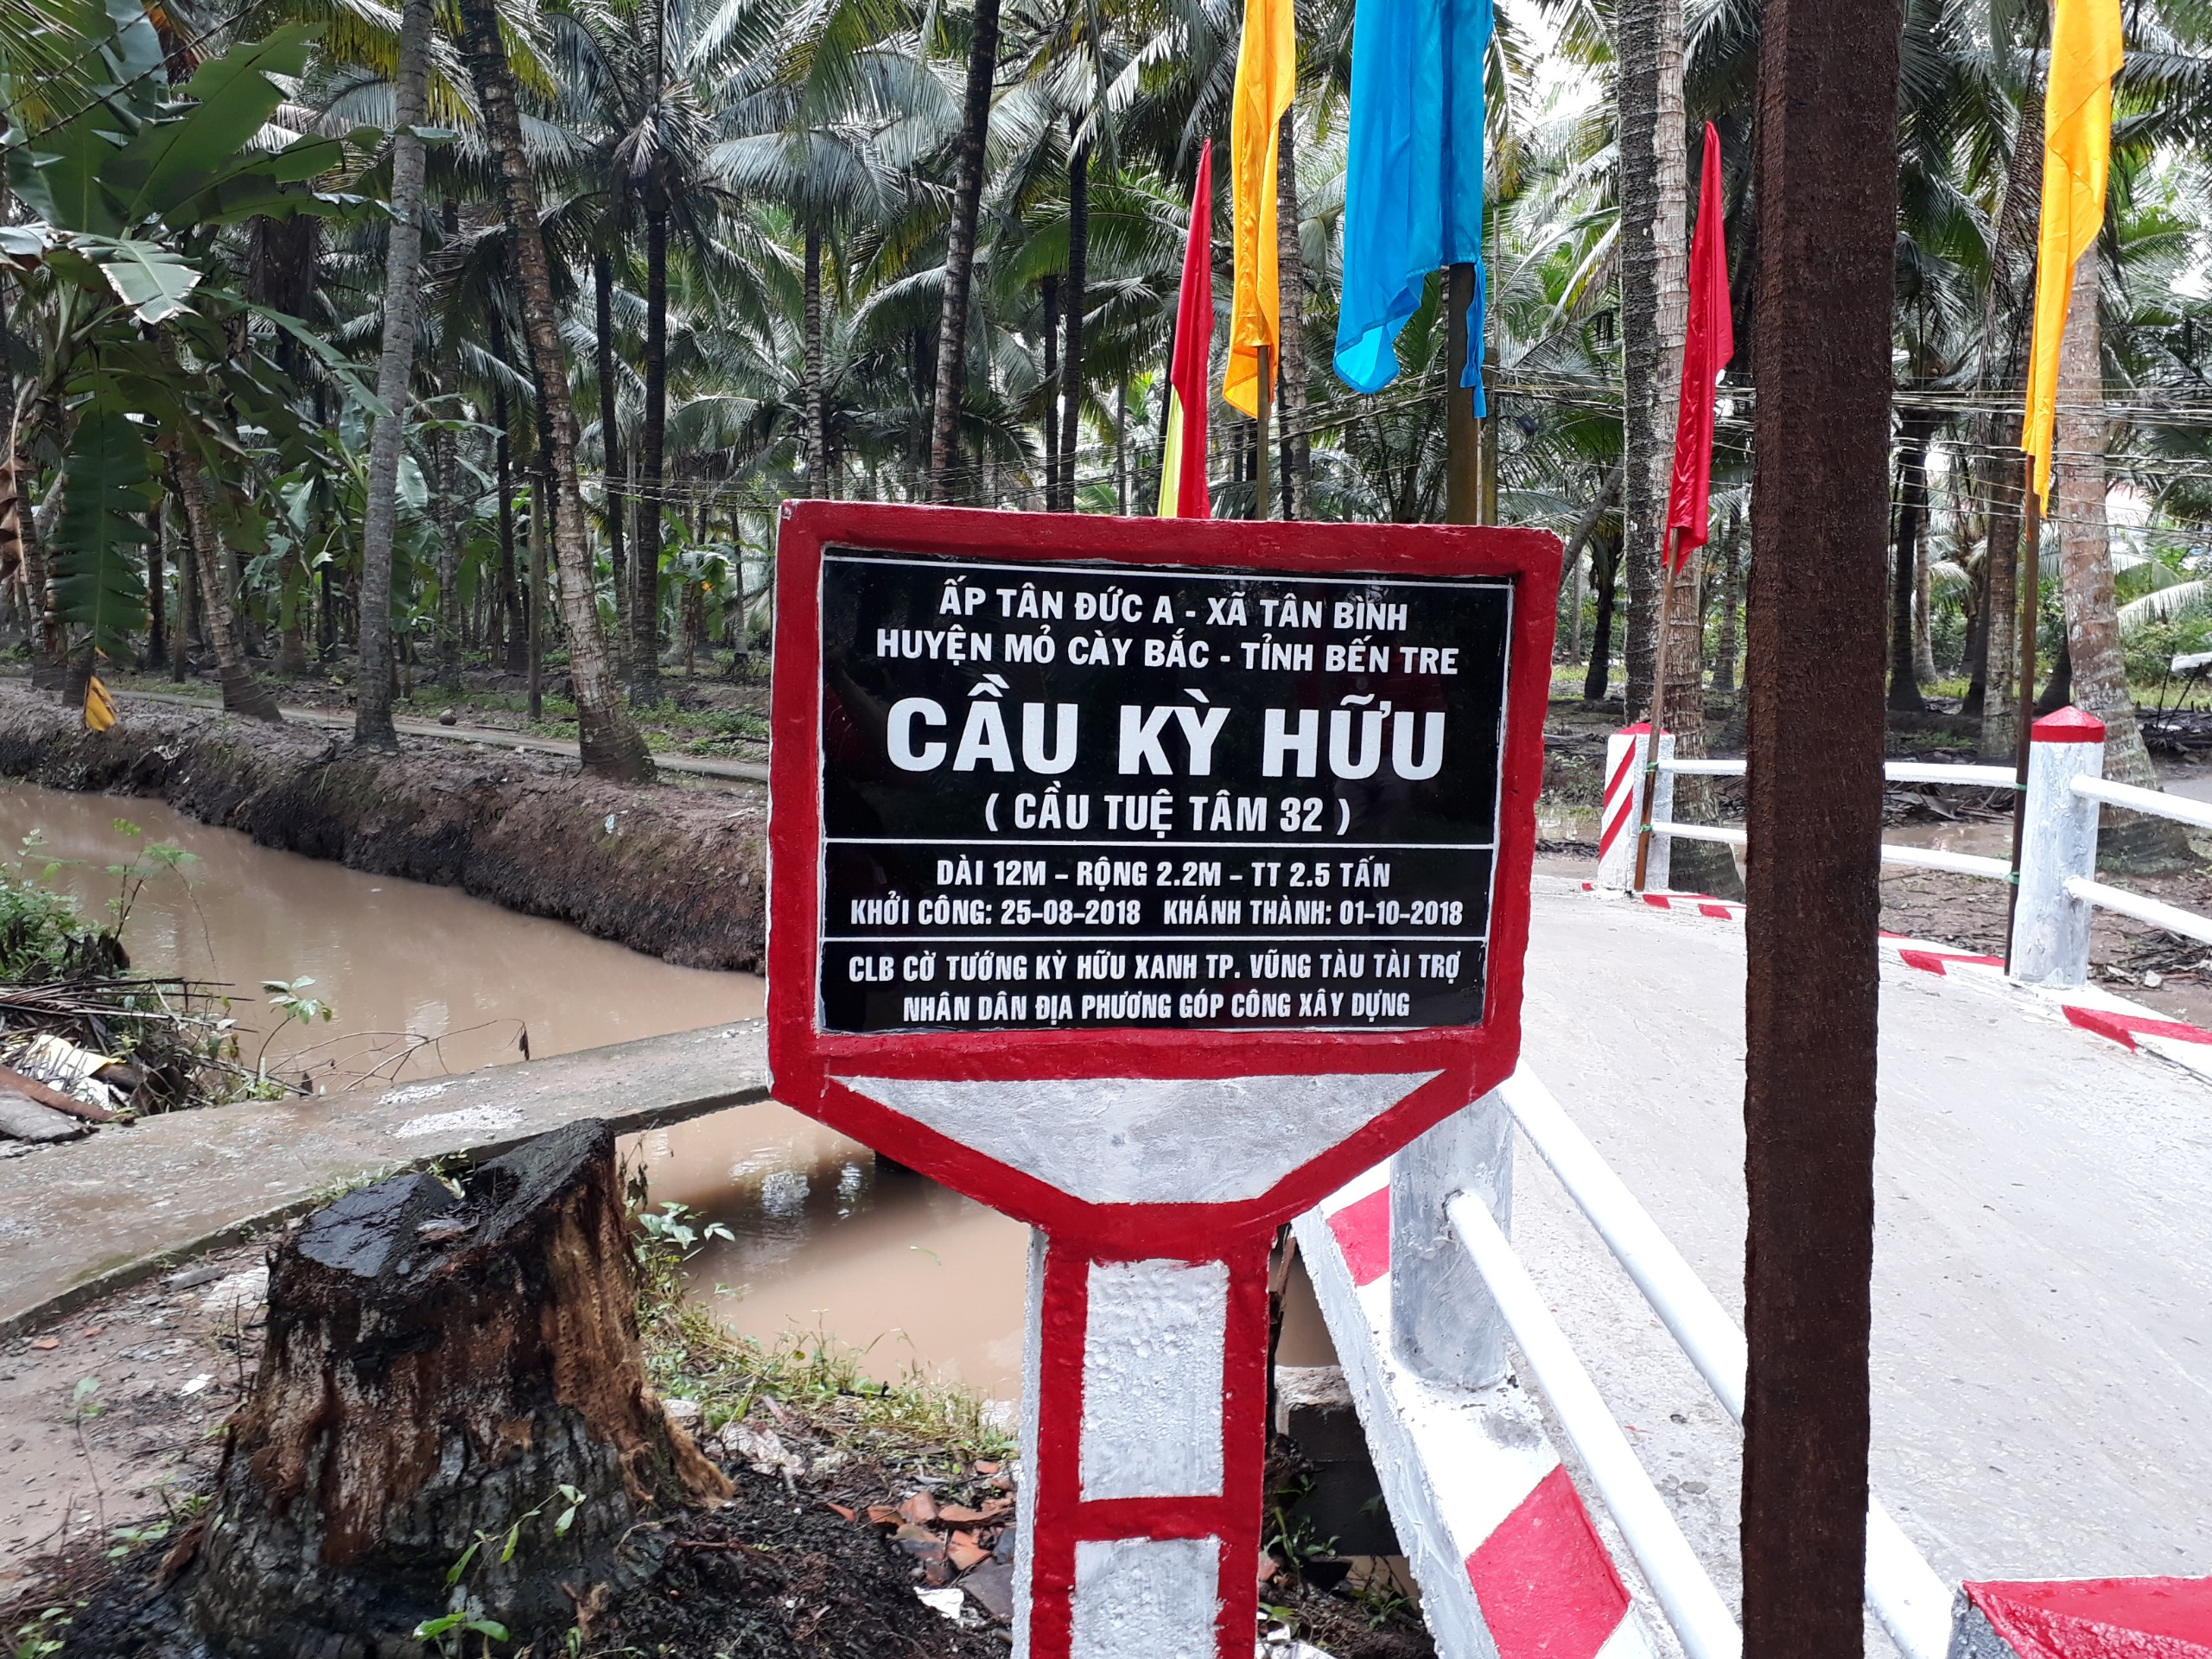 ẤP TÂN ĐỨC A - XÃ TÂN BÌNH
HUYỆN MỎ CÀY BẮC - TỈNH BẾN TRE
CẦU KỲ HỮU
( CẦU TUỆ TÂM 32 )
DÀI 12M - RỘNG 2.2M - TT 2.5 TẤN
KHỞI CÔNG: 25-08-2018 KHÁNH THÀNH: 01-10-2018
CLB CỜ TƯỚNG KỲ HỮU XANH TP. VŨNG TÀU TÀI TRỢ
NHÂN DÂN ĐỊA PHƯƠNG GÓP CÔNG XÂY DỰNG